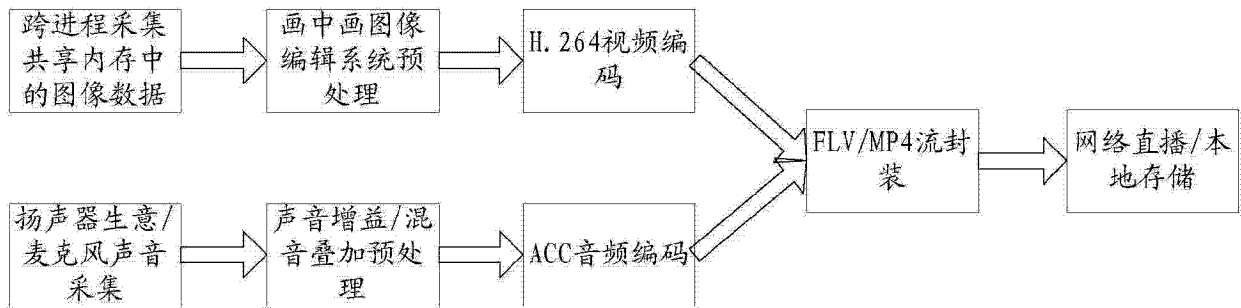 跨进程采集
共享内存中
的图像数据
画中画图像
编辑系统预
处理
H.264视频编
码
扬声器生意/
麦克风声音
采集
声音增益/混
音叠加预处
理
ACC音频编码
FLV/MP4流封
装
网络直播/本
地存储